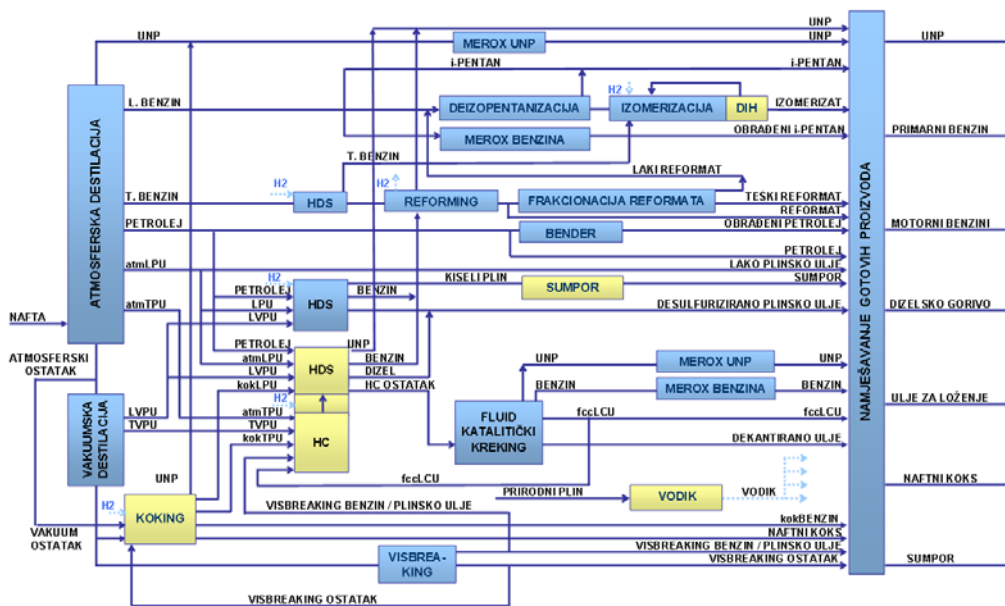 UNP
UNP
MEROX UNP
UNP
UNP
i-PENTAN
i-PENTAN
L. BENZIN
DEIZOPENTANIZACIJA
H2
IZOMERIZACIJA
DIH
IZOMERIZAT
MEROX BENZINA
OBRAĐENI i-PENTAN
PRIMARNI BENZIN
T. BENZIN
LAKI REFORMAT
H2
H2
T. BENZIN
HDS
REFORMING
FRAKCIONACIJA REFORMATA
TEŠKI REFORMAT
REFORMAT
PETROLEJ
BENDER
OBRAĐENI PETROLEJ
MOTORNI BENZINI
PETROLEJ
ATMOSFERSKA DESTILACIJA
NAMJEŠAVANJE GOTOVIH PROIZVODA
atmLPU
LAKO PLINSKO ULJE
H2
KISELI PLIN
SUMPOR
SUMPOR
PETROLEJ
HDS
BENZIN
atmTPU
LPU
DESULFURIZIRANO PLINSKO ULJE
DIZELSKO GORIVO
LVPU
NAFTA
PETROLEJ
UNP
ATMOSFERSKI
OSTATAK
atmLPU
HDS
BENZIN
LVPU
DIZEL
kokLPU
HC OSTATAK
UNP
MEROX UNP
UNP
BENZIN
MEROX BENZINA
BENZIN
H2
VAKUUMSKA
DESTILACIJA
LVPU
atmTPU
TVPU
TVPU
HC
kokTPU
FLUID
KATALITIČKI
KREKING
fccLCU
fccLCU
ULJE ZA LOŽENJE
DEKANTIRANO ULJE
UNP
fccLCU
PRIRODNI PLIN
VODIK
VODIK
NAFTNI KOKS
H2
KOKING
VISBREAKING BENZIN / PLINSKO ULJE
kokBENZIN
VAKUUM
OSTATAK
NAFTNI KOKS
VISBREAKING BENZIN / PLINSKO ULJE
VISBREA-
KING
VISBREAKING OSTATAK
SUMPOR
VISBREAKING OSTATAK